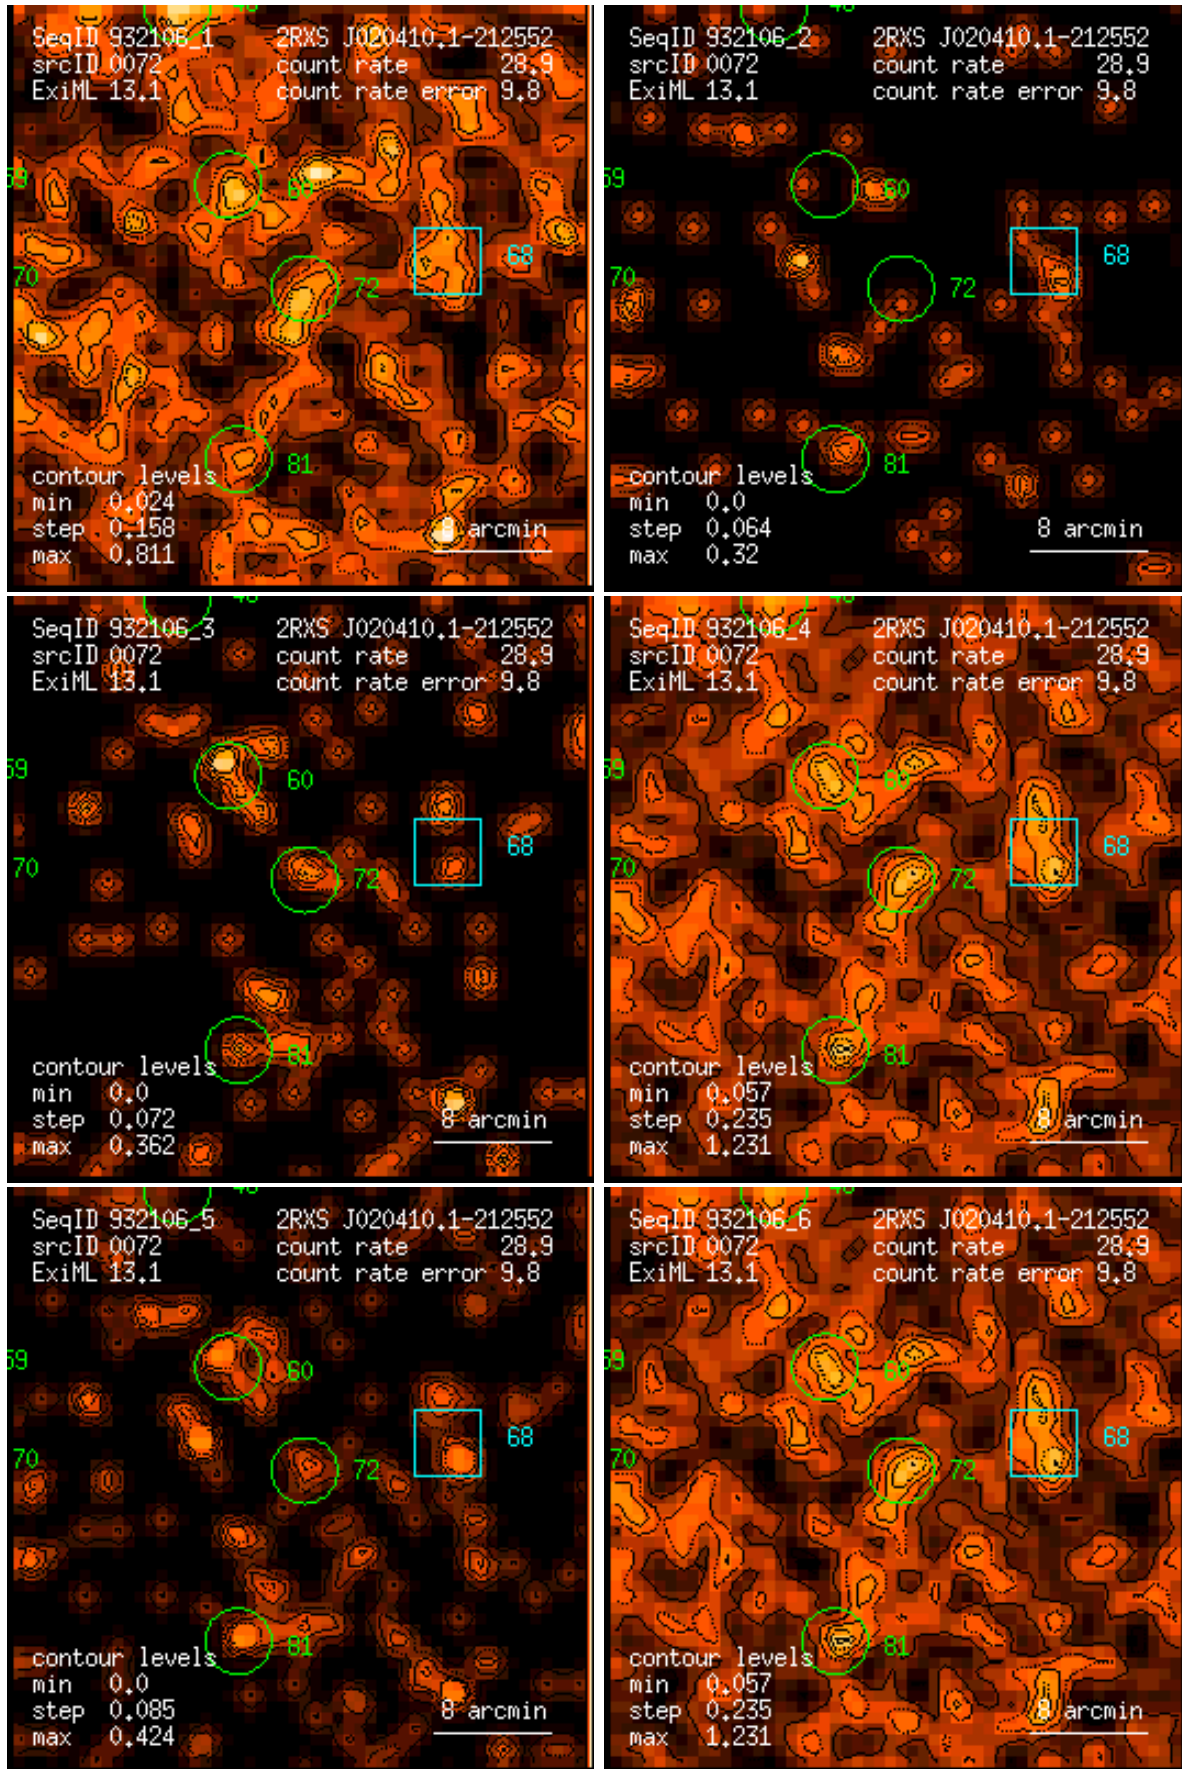 48
SeqID 932106_1 2RXS J020410.1-212552
srcID 0072 count rate 28.9
ExiML 13.1 count rate error 9.8
59
60
68
70
72
81
contour levels
min 0.024
step 0.158 8 arcmin
max 0.811
48
SeqID 932106_2 2RXS J020410.1-212552
srcID 0072 count rate 28.9
ExiML 13.1 count rate error 9.8
59
60
68
70
72
81
contour levels
min 0.0
step 0.064 8 arcmin
max 0.32
SeqID 932106_3 2RXS J020410.1-212552
srcID 0072 count rate 28.9
ExiML 13.1 count rate error 9.8
59
60
68
70
72
81
contour levels
min 0.0
step 0.072 8 arcmin
max 0.362
SeqID 932106_4 2RXS J020410.1-212552
srcID 0072 count rate 28.9
ExiML 13.1 count rate error 9.8
59
60
68
70
72
81
contour levels
min 0.057
step 0.235 8 arcmin
max 1.231
SeqID 932106_5 2RXS J020410.1-212552
srcID 0072 count rate 28.9
ExiML 13.1 count rate error 9.8
59
60
68
70
72
81
contour levels
min 0.0
step 0.085 8 arcmin
max 0.424
SeqID 932106_6 2RXS J020410.1-212552
srcID 0072 count rate 28.9
ExiML 13.1 count rate error 9.8
59
60
68
70
72
81
contour levels
min 0.057
step 0.235 8 arcmin
max 1.231